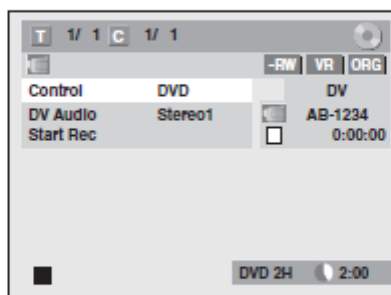 T 1/ 1 C 1/ 1
-RW VR ORG
Control DVD DV
DV Audio Stereo1 AB-1234
Start Rec 0:00:00
DVD 2H 2:00